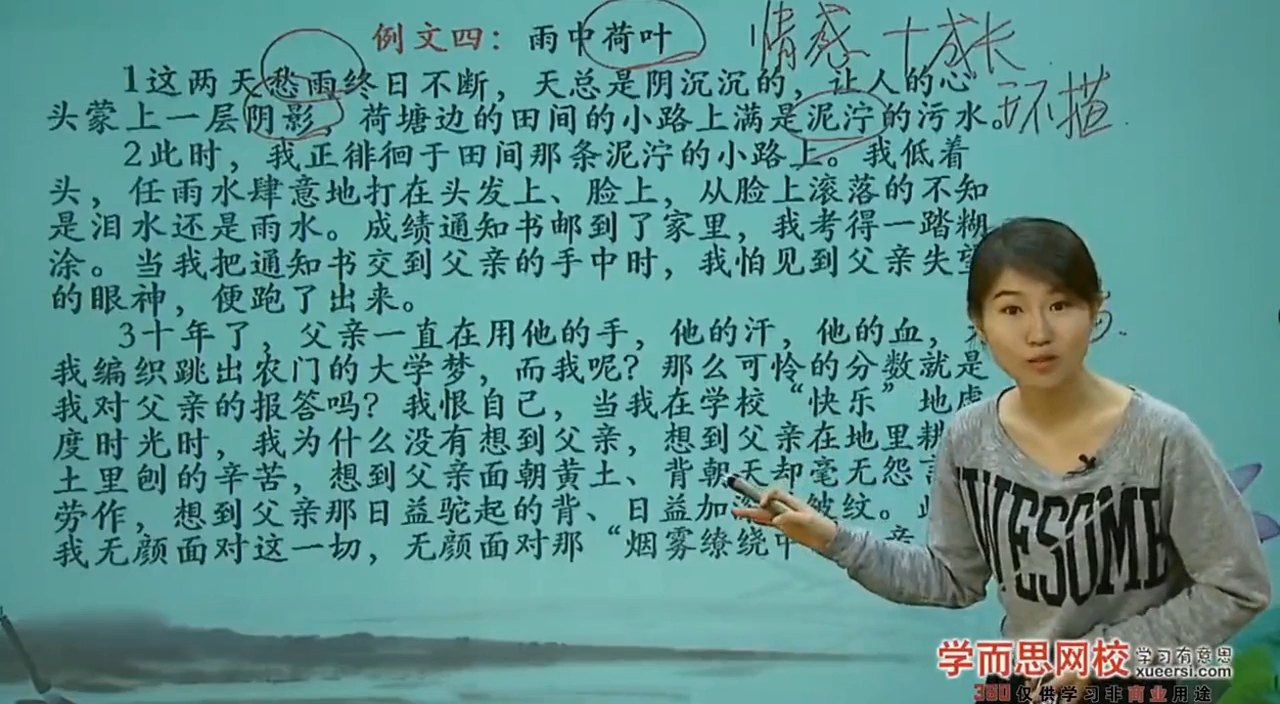 例文四：雨中荷叶
情感+成长
环描
1这两天愁雨终日不断，天总是阴沉沉的，让人的心
头蒙上一层阴影，荷塘边的田间的小路上满是泥泞的污水。
2此时，我正徘徊于田间那条泥泞的小路上。我低着
头，任雨水肆意地打在头发上、脸上，从脸上滚落的不知
是泪水还是雨水。成绩通知书邮到了家里，我考得一踏糊
涂。当我把通知书交到父亲的手中时，我怕见到父亲失望
的眼神，便跑了出来。
3十年了，父亲一直在用他的手，他的汗，他的血，
我编织跳出农门的大学梦，而我呢？那么可怜的分数就是
我对父亲的报答吗？我恨自己，当我在学校“快乐”地虚
度时光时，我为什么没有想到父亲，想到父亲在地里耕
土里刨的辛苦，想到父亲面朝黄土、背朝天却毫无怨言
劳作，想到父亲那日益驼起的背、日益加深 皱纹。
我无颜面对这一切，无颜面对那“烟雾缭绕中
AWESOME
学而思网校 学习有意思
xueersi.com
360仅供学习非商业用途